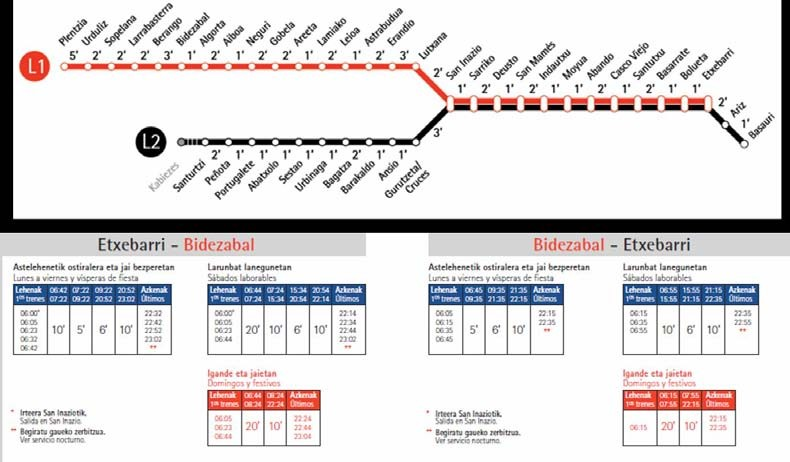 Plentzia
Urduliz
Sopelana
Larrabasterra
Berango
Bidezabal
Algorta
Aiboa
Neguri
Gobela
Areeta
Lamiako
Leioa
Astrabudua
Erandio
Lutxana
San Inazio
Sarriko
Deusto
San Mamés
Indautxu
Moyua
Abando
Casco Viejo
Santutxu
Basarrate
Bolueta
Etxebarri
Ariz
Basauri
L1
5' 2' 2' 2' 3' 1' 2' 1' 2' 2' 1' 1' 2' 3' 3'
2'
1' 2' 1' 2' 1' 1' 2' 1' 2' 1' 1' 2' 1'
L2
3'
2' 1' 1' 1' 1' 2' 1' 1' 1'
Kabiezes
Santurtzi
Peñota
Portugalete
Abatxolo
Sestao
Urbinaga
Bagatza
Barakaldo
Ansio
Gurutzeta/
Cruces
Etxebarri - Bidezabal
Astelehenetik ostiralera eta jai bezperetan
Lunes a viernes y vísperas de fiesta
Lehenak 06:42 07:22 09:22 20:52 Azkenak
1os trenes 07:22 09:22 20:52 23:02 Últimos
06:00*
06:05
06:23
06:32
06:42
10' 5' 6' 10'
22:32
22:42
22:52
23:02
**
Larunbat lanegunetan
Sábados laborables
Lehenak 06:44 07:24 15:34 20:54 Azkenak
1os trenes 07:24 15:34 20:54 22:14 Últimos
06:00*
06:05
06:23
06:44
20' 10' 6' 10'
22:14
22:34
22:44
23:02
**
Igande eta jaietan
Domingos y festivos
Lehenak 06:44 08:24 Azkenak
1os trenes 08:24 22:24 Últimos
06:05
06:23
06:44
20' 10'
22:24
22:44
23:04
* Irteera San Inaziotik.
Salida en San Inazio.
** Begiratu gaueko zerbitzua.
Ver servicio nocturno.
Bidezabal - Etxebarri
Astelehenetik ostiralera eta jai bezperetan
Lunes a viernes y vísperas de fiesta
Lehenak 06:45 09:35 21:35 Azkenak
1os trenes 09:35 21:35 22:15 Últimos
06:05
06:15
06:35
06:45
5' 6' 10'
22:15
22:35
**
Larunbat lanegunetan
Sábados laborables
Lehenak 06:55 15:55 21:15 Azkenak
1os trenes 15:55 21:15 22:35 Últimos
06:15
06:35
06:55
10' 6' 10'
22:35
22:55
**
Igande eta jaietan
Domingos y festivos
Lehenak 06:15 07:55 Azkenak
1os trenes 07:55 22:15 Últimos
06:15
20' 10'
22:15
22:35
* Irteera San Inaziotik.
Salida en San Inazio.
** Begiratu gaueko zerbitzua.
Ver servicio nocturno.